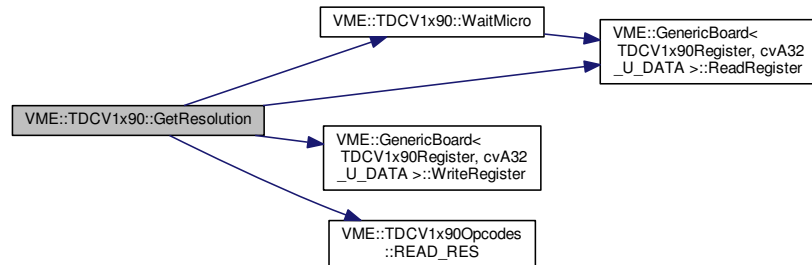 VME::TDCV1x90::GetResolution
VME::TDCV1x90::WaitMicro
VME::GenericBoard<
TDCV1x90Register, cvA32
_U_DATA >::ReadRegister
VME::GenericBoard<
TDCV1x90Register, cvA32
_U_DATA >::WriteRegister
VME::TDCV1x90Opcodes
::READ_RES